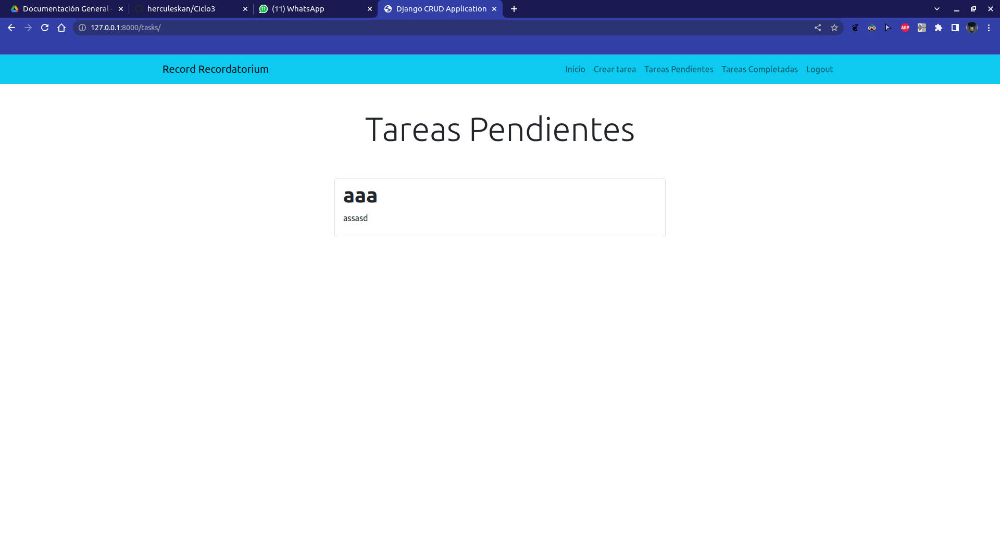 Documentación General -
herculeskan/Ciclo3
(11) WhatsApp
Django CRUD Application
127.0.0.1:8000/tasks/
ABP
Record Recordatorium
Inicio
Crear tarea
Tareas Pendientes
Tareas Completadas
Logout
Tareas Pendientes
aaa
assasd